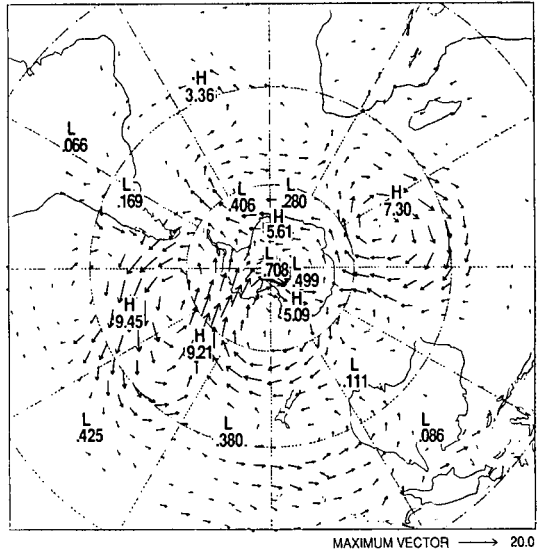 H
3.36
L
.066
L
.169
L
.406
L
.280
H
7.30
H
5.61
L
.708
L
.499
H
5.09
H
9.45
H
9.21
L
.111
L
.425
L
.380
L
.086
MAXIMUM VECTOR → 20.0